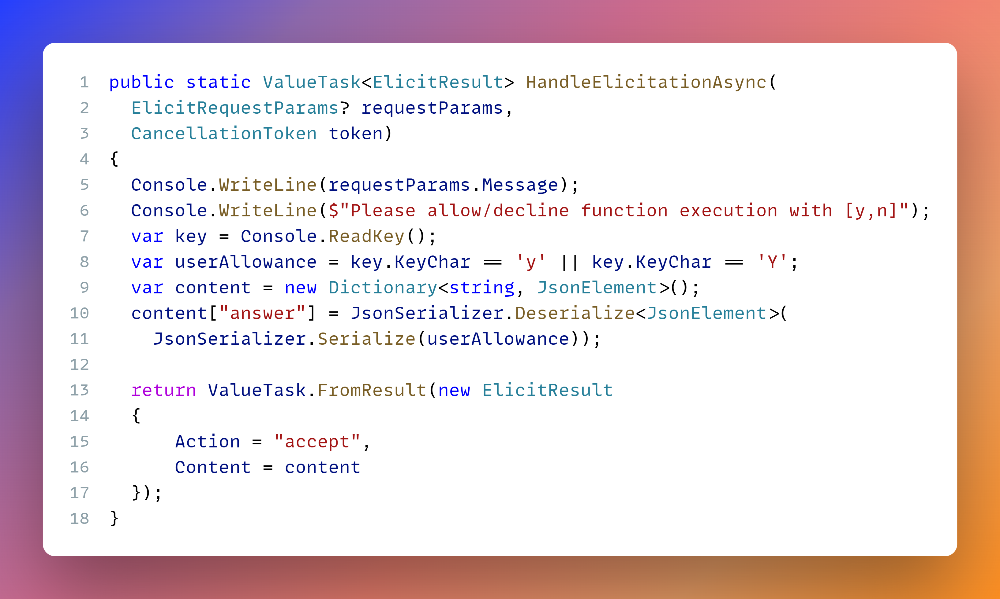 1 public static ValueTask<ElicitResult> HandleElicitationAsync(
2 ElicitRequestParams? requestParams,
3 CancellationToken token)
4 {
5 Console.WriteLine(requestParams.Message);
6 Console.WriteLine($"Please allow/decline function execution with [y,n]");
7 var key = Console.ReadKey();
8 var userAllowance = key.KeyChar == 'y' || key.KeyChar == 'Y';
9 var content = new Dictionary<string, JsonElement>();
10 content["answer"] = JsonSerializer.Deserialize<JsonElement>(
11 JsonSerializer.Serialize(userAllowance));
12
13 return ValueTask.FromResult(new ElicitResult
14 {
15 Action = "accept",
16 Content = content
17 });
18 }